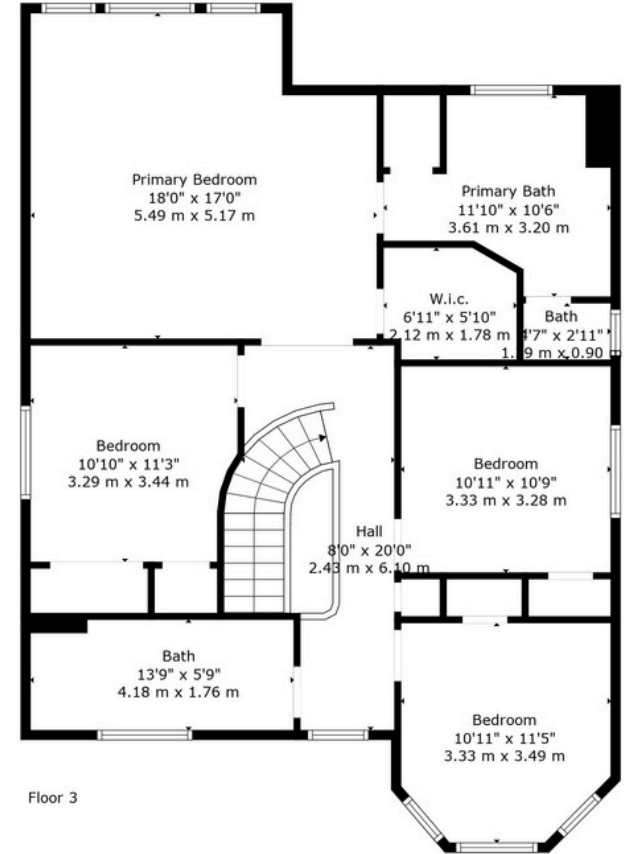 Primary Bedroom
18'0" x 17'0"
5.49 m x 5.17 m
Primary Bath
11'10" x 10'6"
3.61 m x 3.20 m
W.i.c.
6'11" x 5'10"
2.12 m x 1.78 m
Bath
4'7" x 2'11"
m x 0.90
Bedroom
10'10" x 11'3"
3.29 m x 3.44 m
Bedroom
10'11" x 10'9"
3.33 m x 3.28 m
Hall
8'0" x 20'0"
2.43 m x 6.10 m
Bath
13'9" x 5'9"
4.18 m x 1.76 m
Bedroom
10'11" x 11'5"
3.33 m x 3.49 m
Floor 3